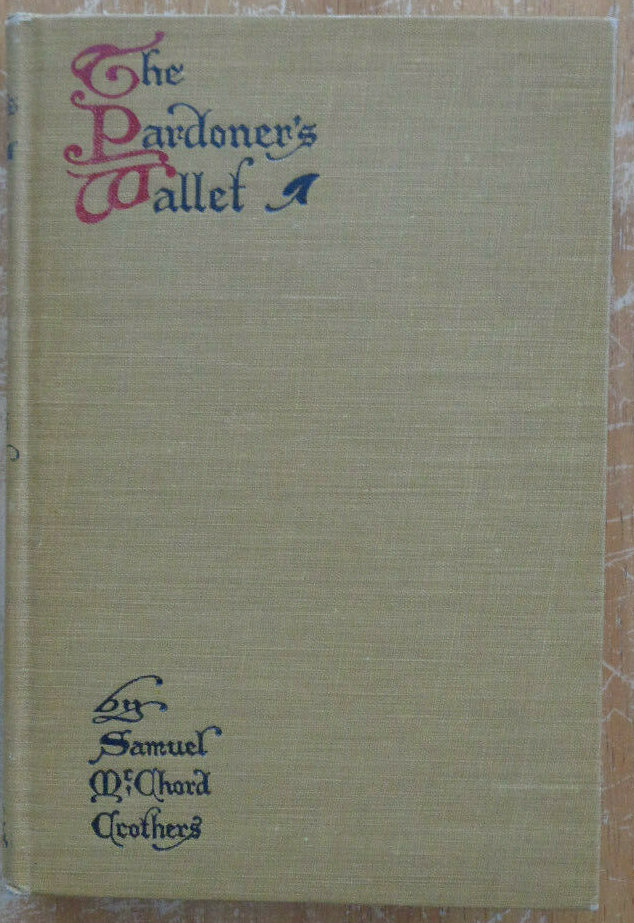 The
Pardoner's
Wallet
by
Samuel
McChord
Crothers